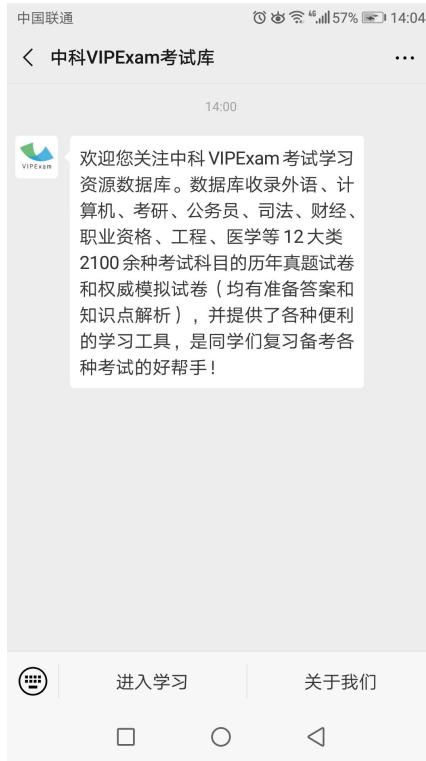 中国联通 46 57% 14:04
中科VIPExam考试库
14:00
VIPExam
欢迎您关注中科 VIPExam 考试学习
资源数据库。数据库收录外语、计
算机、考研、公务员、司法、财经、
职业资格、工程、医学等 12 大类
2100 余种考试科目的历年真题试卷
和权威模拟试卷（均有准备答案和
知识点解析），并提供了各种便利
的学习工具，是同学们复习备考各
种考试的好帮手！
进入学习 关于我们